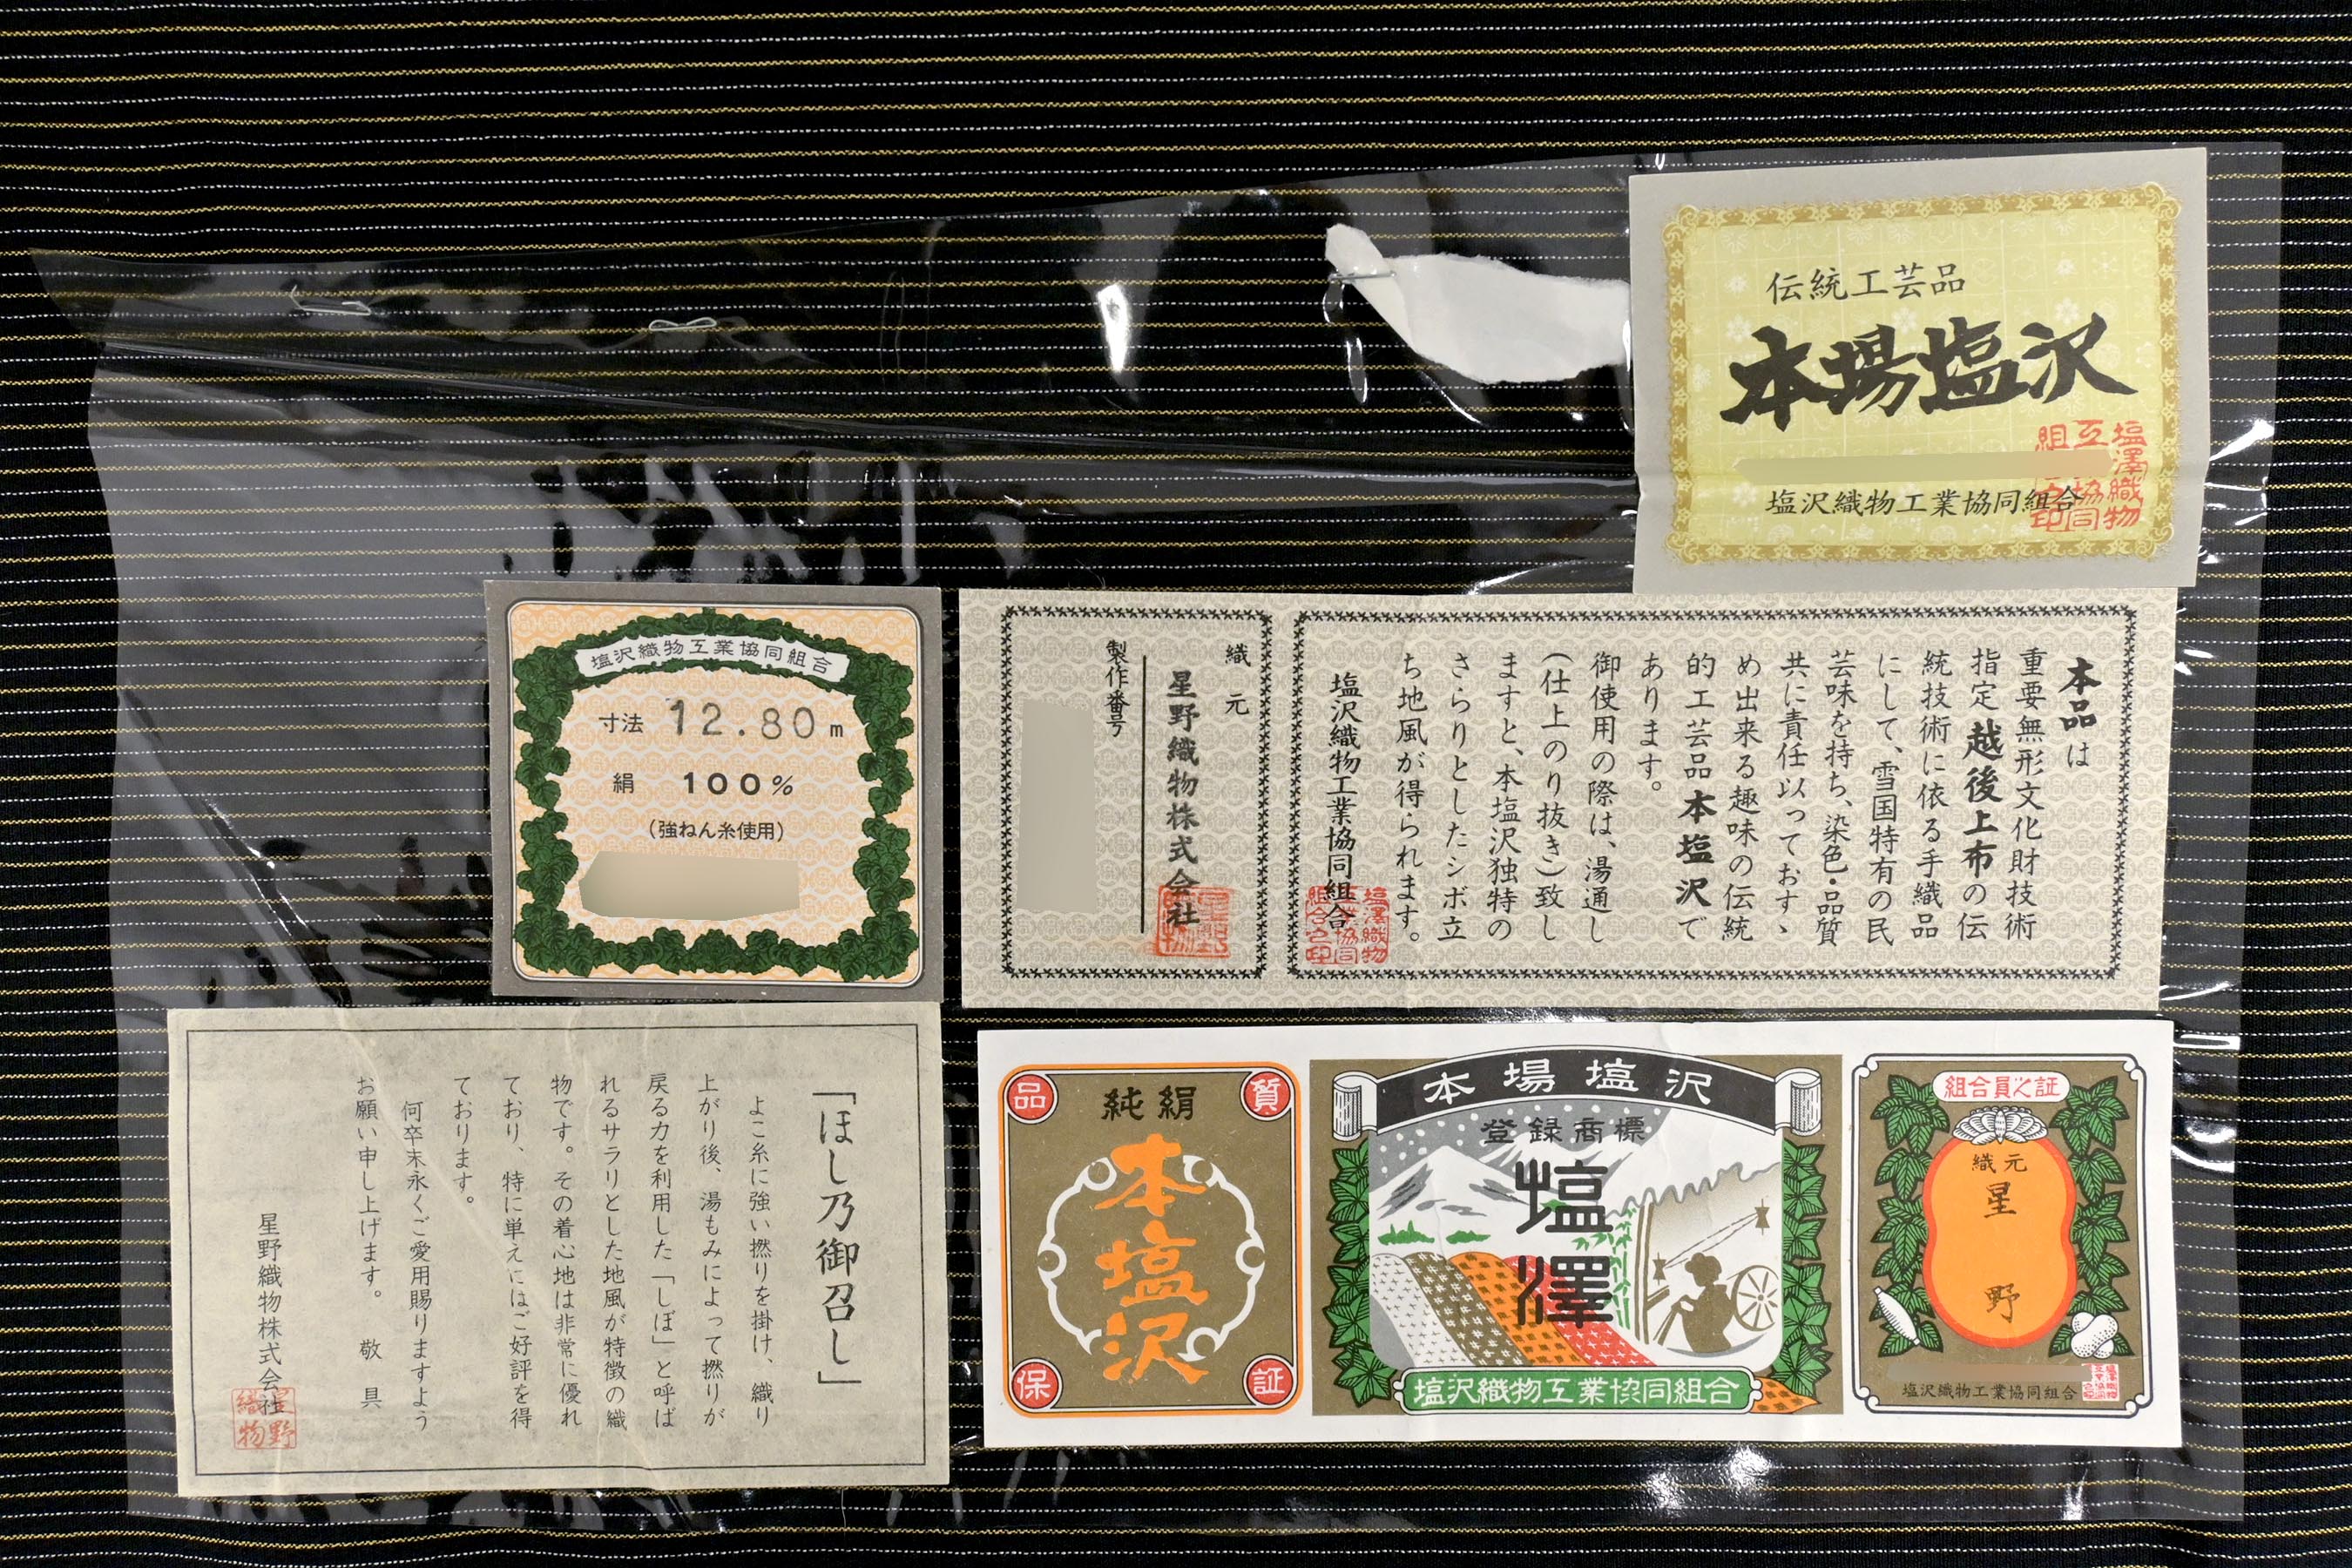 伝統工芸品
本場塩沢
塩沢織物工業協同組合
塩澤織物
工業協同
組合之印
本品は
重要無形文化財技術
指定越後上布の伝
統技術に依る手織品
にして、雪国特有の民
芸味を持ち、染色・品質
共に責任以っておすゝ
め出来る趣味の伝統
的工芸品本塩沢で
あります。
御使用の際は、湯通し
(仕上のり抜き)致し
ますと、本塩沢独特の
さらりとしたシボ立
ち地風が得られます。
塩沢織物工業協同組合
織元
星野織物株式会社
製作番号
塩沢織物工業協同組合
寸法 12.80m
絹 100%
(強ねん糸使用)
「ほし乃御召し」
よこ糸に強い撚りを掛け、織り
上がり後、湯もみによって撚りが
戻る力を利用した「しぼ」と呼ば
れるサラリとした地風が特徴の織
物です。その着心地は非常に優れ
ており、特に単えにはご好評を得
ております。
何卒末永くご愛用賜りますよう
お願い申し上げます。 敬具
星野織物株式会社
星野
織物
品質保証
純絹
本塩沢
本場塩沢
登録商標
塩澤
塩沢織物工業協同組合
組合員之証
織元
星野
塩沢織物工業協同組合